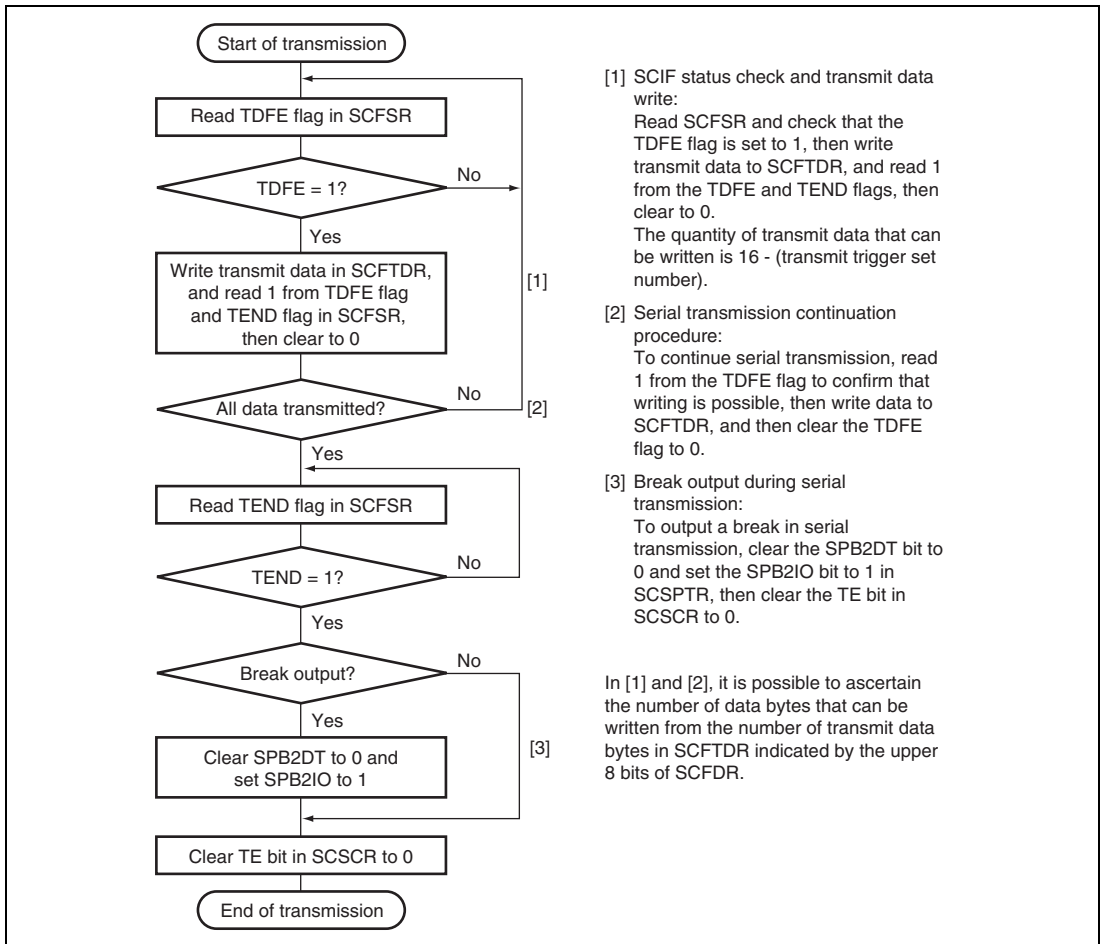 Start of transmission
Read TDFE flag in SCFSR
TDFE = 1?
No
Yes
Write transmit data in SCFTDR,
and read 1 from TDFE flag
and TEND flag in SCFSR,
then clear to 0
[1]
All data transmitted?
No
[2]
Yes
Read TEND flag in SCFSR
TEND = 1?
No
Yes
Break output?
No
Yes
Clear SPB2DT to 0 and
set SPB2IO to 1
[3]
Clear TE bit in SCSCR to 0
End of transmission
[1] SCIF status check and transmit data
write:
Read SCFSR and check that the
TDFE flag is set to 1, then write
transmit data to SCFTDR, and read 1
from the TDFE and TEND flags, then
clear to 0.
The quantity of transmit data that can
be written is 16 - (transmit trigger set
number).
[2] Serial transmission continuation
procedure:
To continue serial transmission, read
1 from the TDFE flag to confirm that
writing is possible, then write data to
SCFTDR, and then clear the TDFE
flag to 0.
[3] Break output during serial
transmission:
To output a break in serial
transmission, clear the SPB2DT bit to
0 and set the SPB2IO bit to 1 in
SCSPTR, then clear the TE bit in
SCSCR to 0.
In [1] and [2], it is possible to ascertain
the number of data bytes that can be
written from the number of transmit data
bytes in SCFTDR indicated by the upper
8 bits of SCFDR.